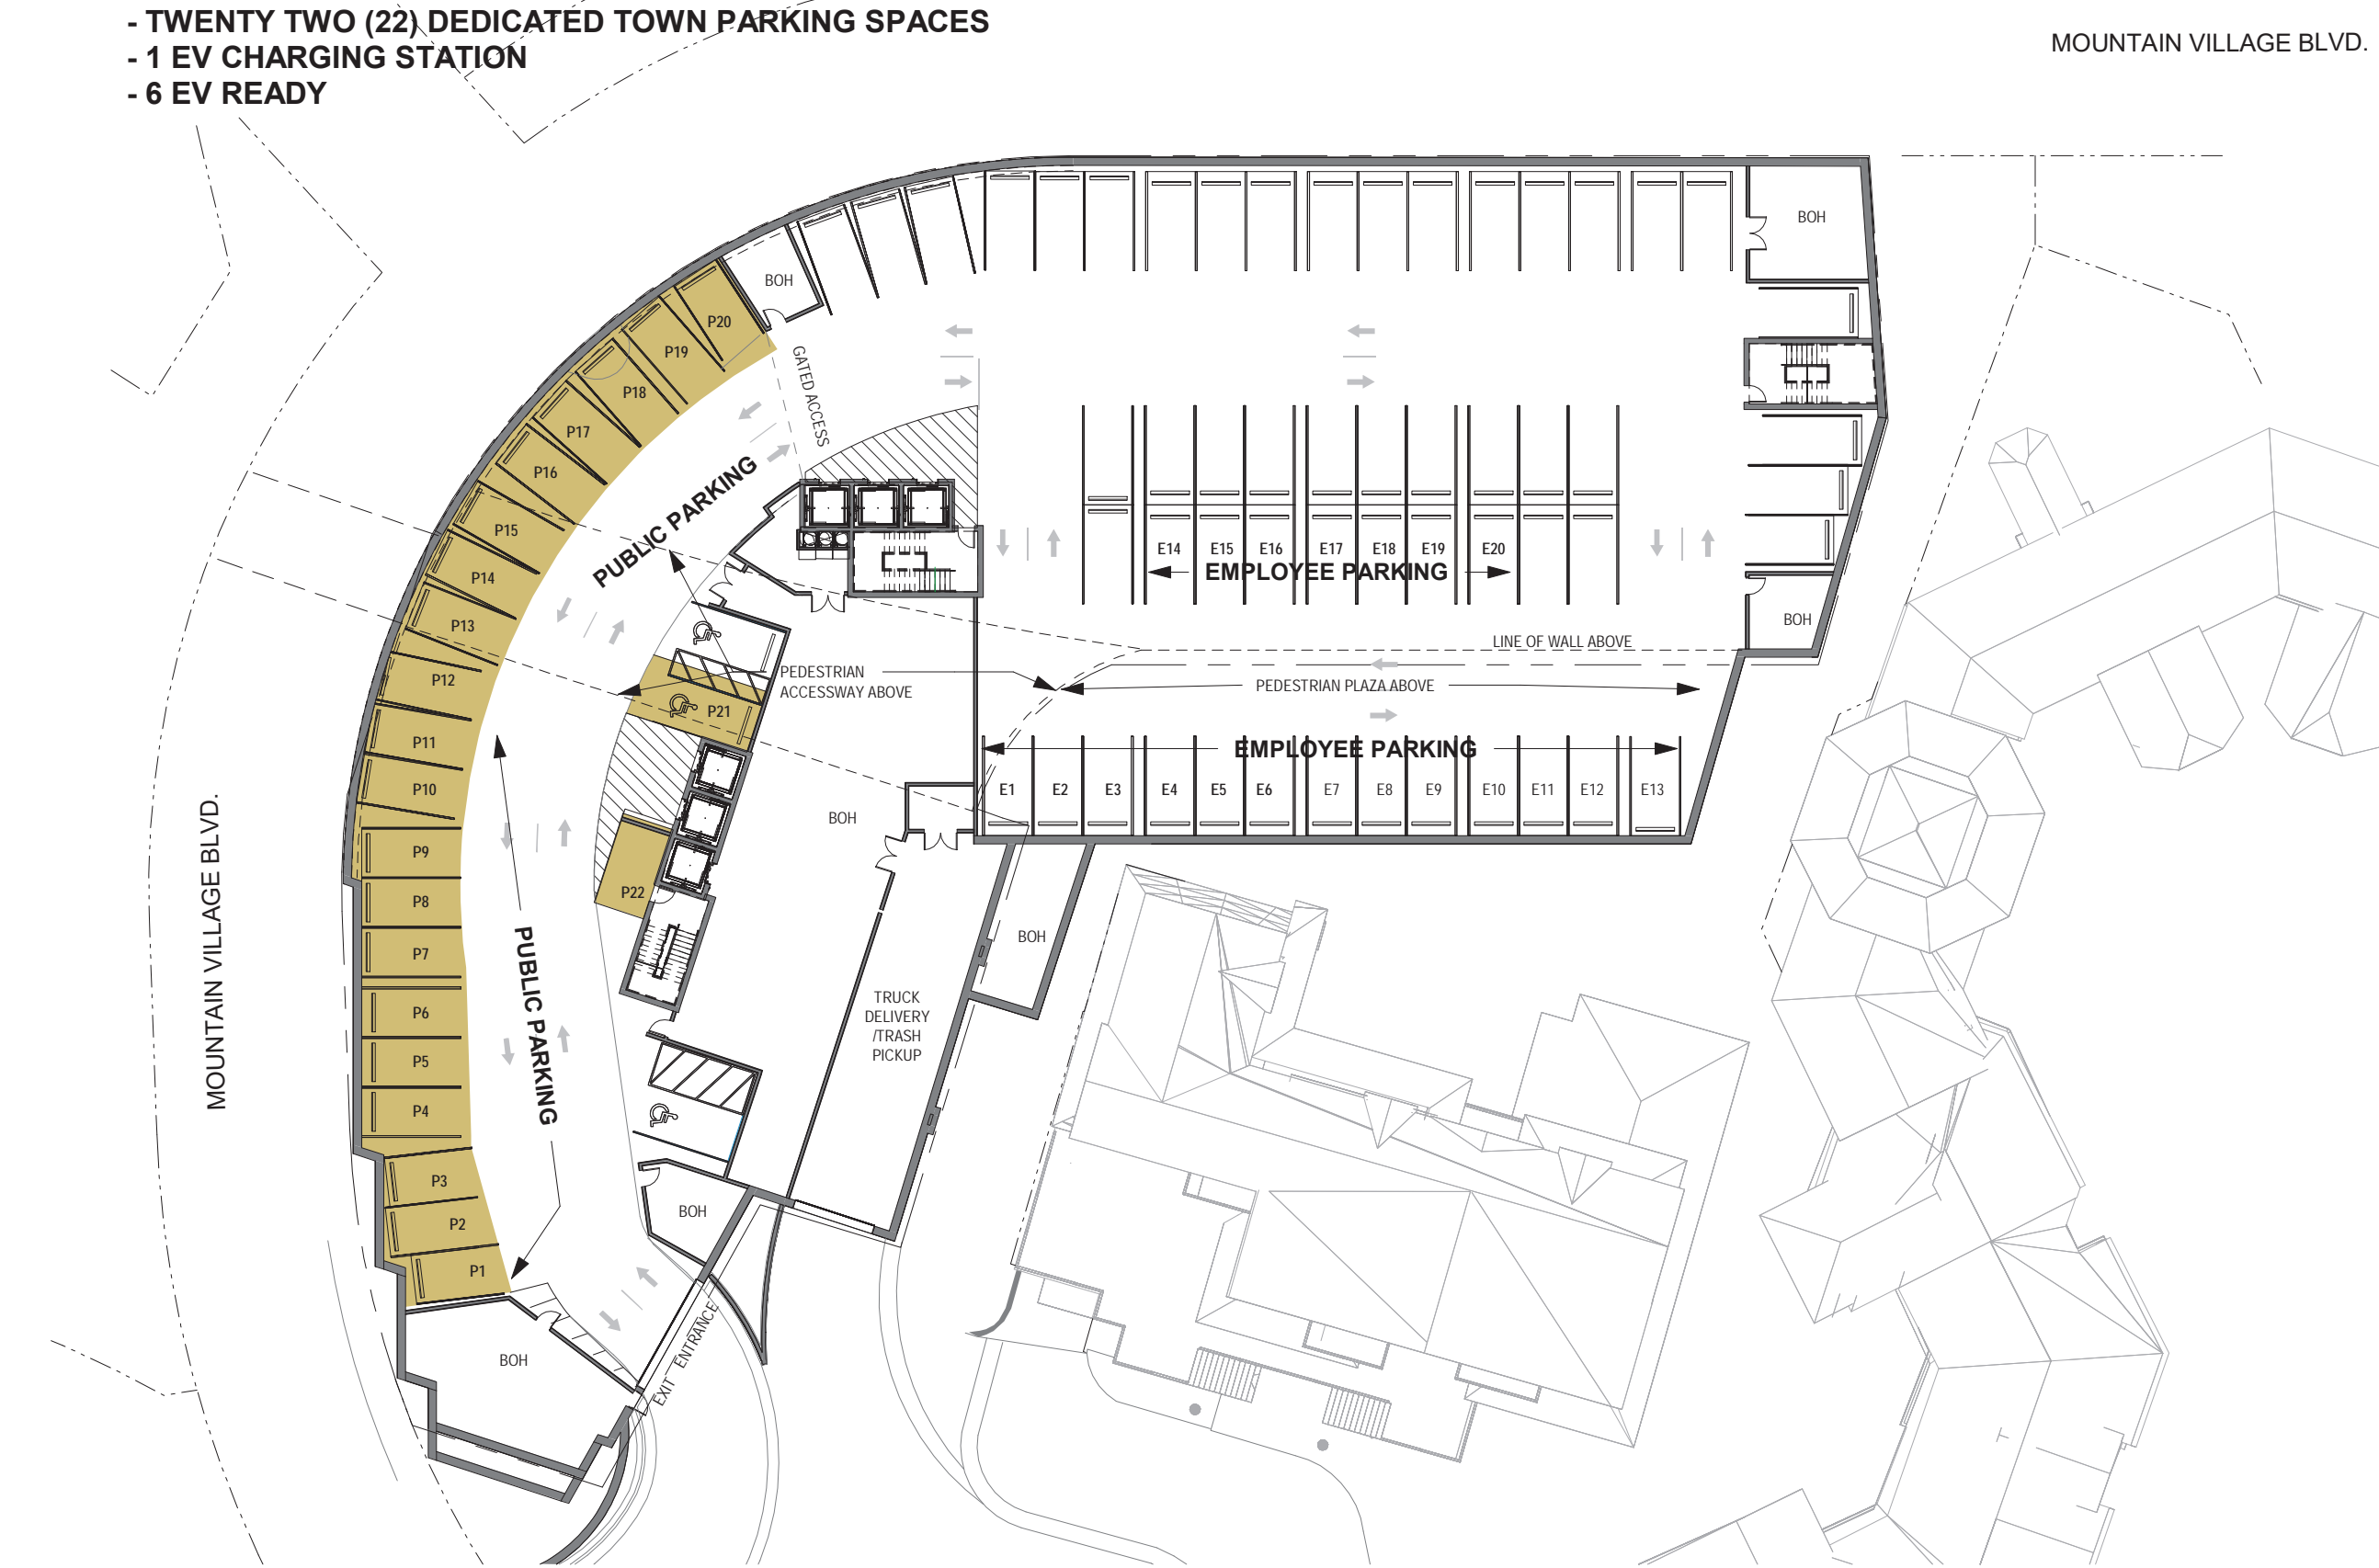 - TWENTY TWO (22) DEDICATED TOWN PARKING SPACES
- 1 EV CHARGING STATION
- 6 EV READY
MOUNTAIN VILLAGE BLVD.
BOH
BOH
P20
P19
P18
P17
P16
P15
P14
P13
P12
P11
P10
P9
P8
P7
P6
P5
P4
P3
P2
P1
GATED ACCESS
PUBLIC PARKING
E14 E15 E16 E17 E18 E19 E20
EMPLOYEE PARKING
BOH
LINE OF WALL ABOVE
PEDESTRIAN
ACCESSWAY ABOVE
PEDESTRIAN PLAZA ABOVE
P21
EMPLOYEE PARKING
E1 E2 E3 E4 E5 E6 E7 E8 E9 E10 E11 E12 E13
BOH
P22
BOH
MOUNTAIN VILLAGE BLVD.
PUBLIC PARKING
TRUCK
DELIVERY
/TRASH
PICKUP
BOH
BOH
EXIT ENTRANCE